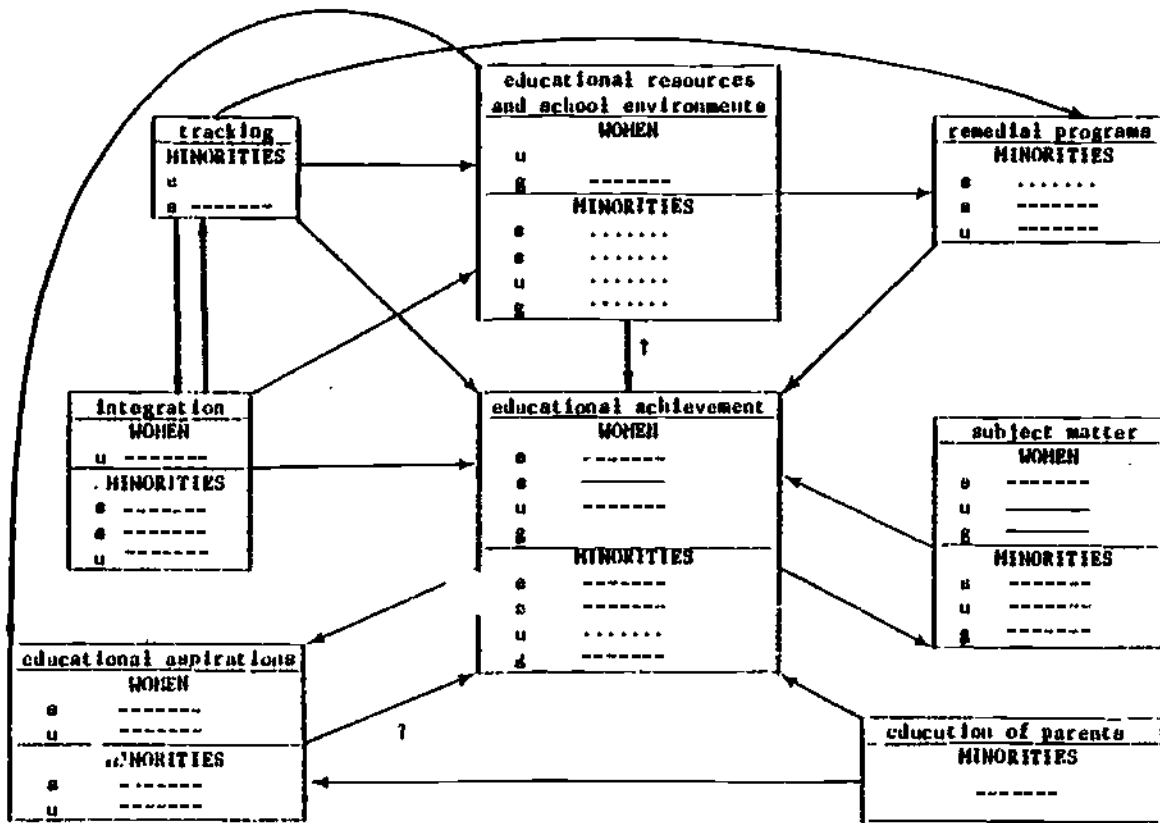 educational resources
and school environments
WOMEN
u
g -------
MINORITIES
e .......
s .......
u .......
g .......
tracking
MINORITIES
u
s -------
remedial programs
MINORITIES
e .......
s -------
u -------
integration
WOMEN
u -------
MINORITIES
e -------
s -------
u -------
educational achievement
WOMEN
e -------
s
u -------
g
MINORITIES
e -------
s -------
u .......
g -------
?
subject matter
WOMEN
s -------
u
g
MINORITIES
s -------
u -------
g -------
educational aspirations
WOMEN
s -------
u -------
MINORITIES
s -------
u -------
?
education of parents
MINORITIES
-------